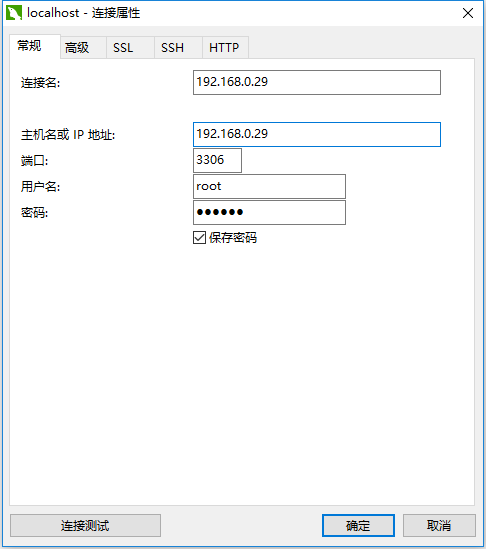 localhost - 连接属性
常规 高级 SSL SSH HTTP
连接名: 192.168.0.29
主机名或 IP 地址: 192.168.0.29
端口: 3306
用户名: root
密码: ●●●●●●
保存密码
连接测试 确定 取消